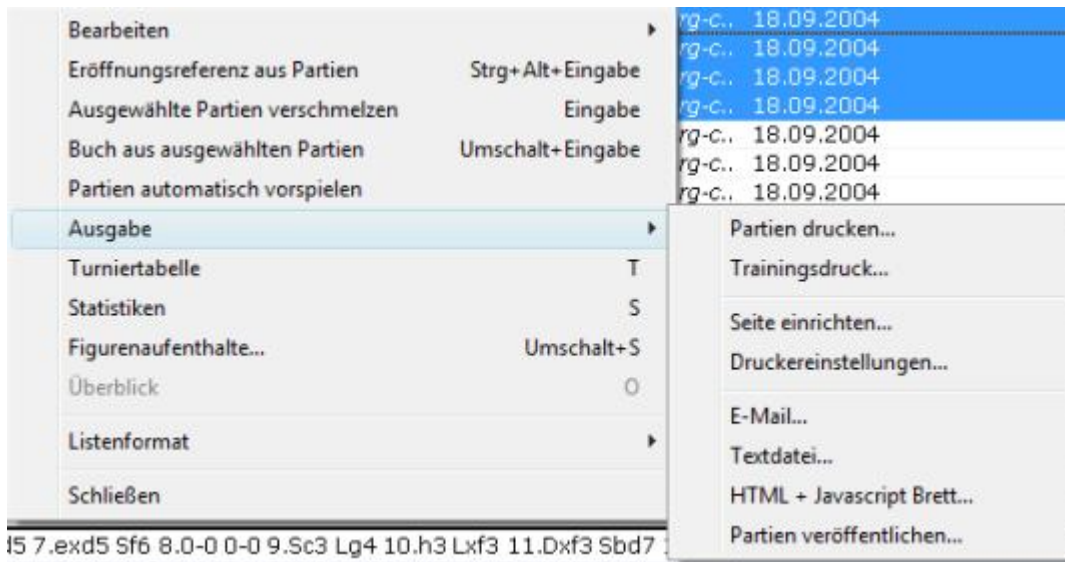 Bearbeiten
Eröffnungsreferenz aus Partien Strg+Alt+Eingabe
Ausgewählte Partien verschmelzen Eingabe
Buch aus ausgewählten Partien Umschalt+Eingabe
Partien automatisch vorspielen
Ausgabe
Turniertabelle T
Statistiken S
Figurenaufenthalte... Umschalt+S
Überblick O
Listenformat
Schließen
rg-c.. 18.09.2004
rg-c.. 18.09.2004
rg-c.. 18.09.2004
rg-c.. 18.09.2004
rg-c.. 18.09.2004
rg-c.. 18.09.2004
rg-c.. 18.09.2004
Partien drucken...
Trainingsdruck...
Seite einrichten...
Druckereinstellungen...
E-Mail...
Textdatei...
HTML + Javascript Brett...
Partien veröffentlichen...
7.exd5 Sf6 8.0-0 0-0 9.Sc3 Lg4 10.h3 Lxf3 11.Dxf3 Sbd7